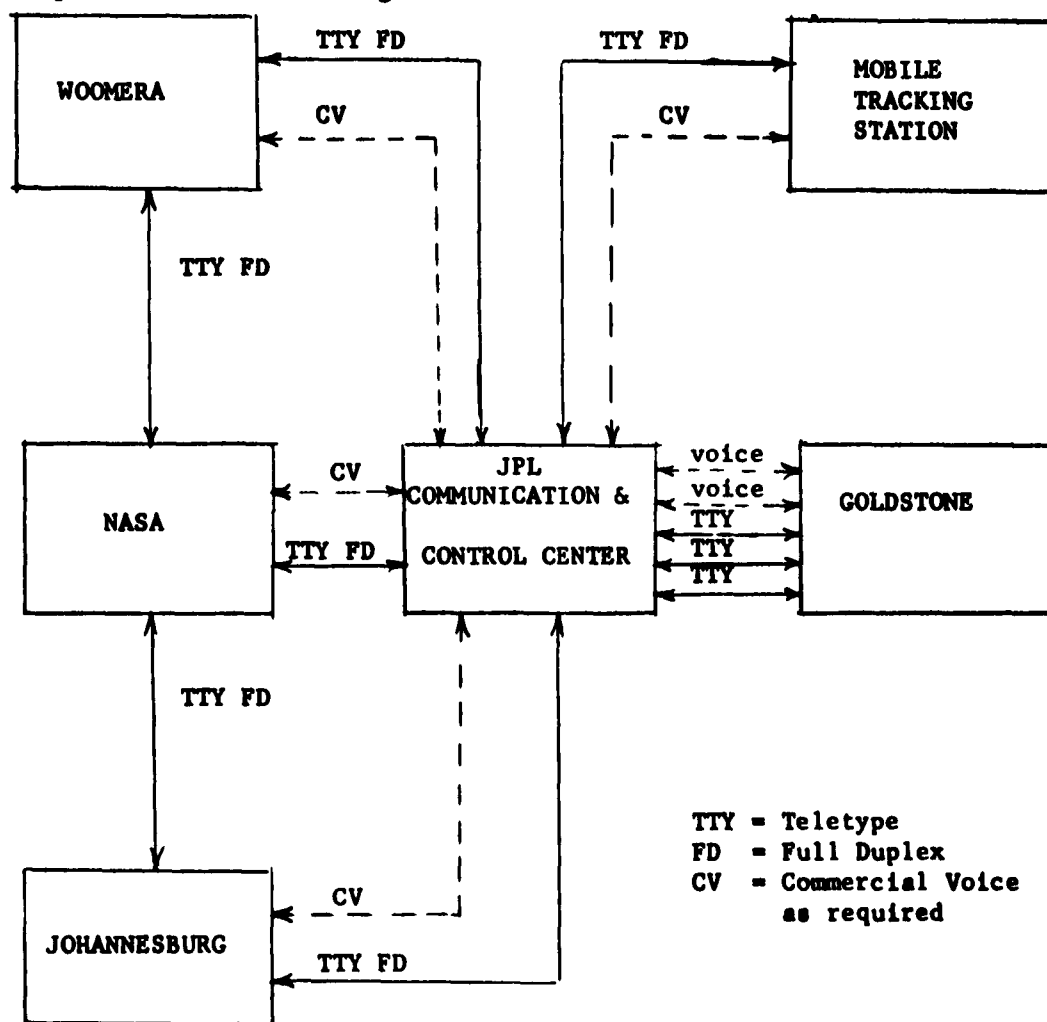 TTY FD
TTY FD
WOOMERA
MOBILE
TRACKING
STATION
CV
CV
TTY FD
NASA
CV
TTY FD
JPL
COMMUNICATION &
CONTROL CENTER
voice
voice
TTY
TTY
TTY
GOLDSTONE
TTY FD
TTY = Teletype
FD = Full Duplex
CV = Commercial Voice
as required
CV
JOHANNESBURG
TTY FD